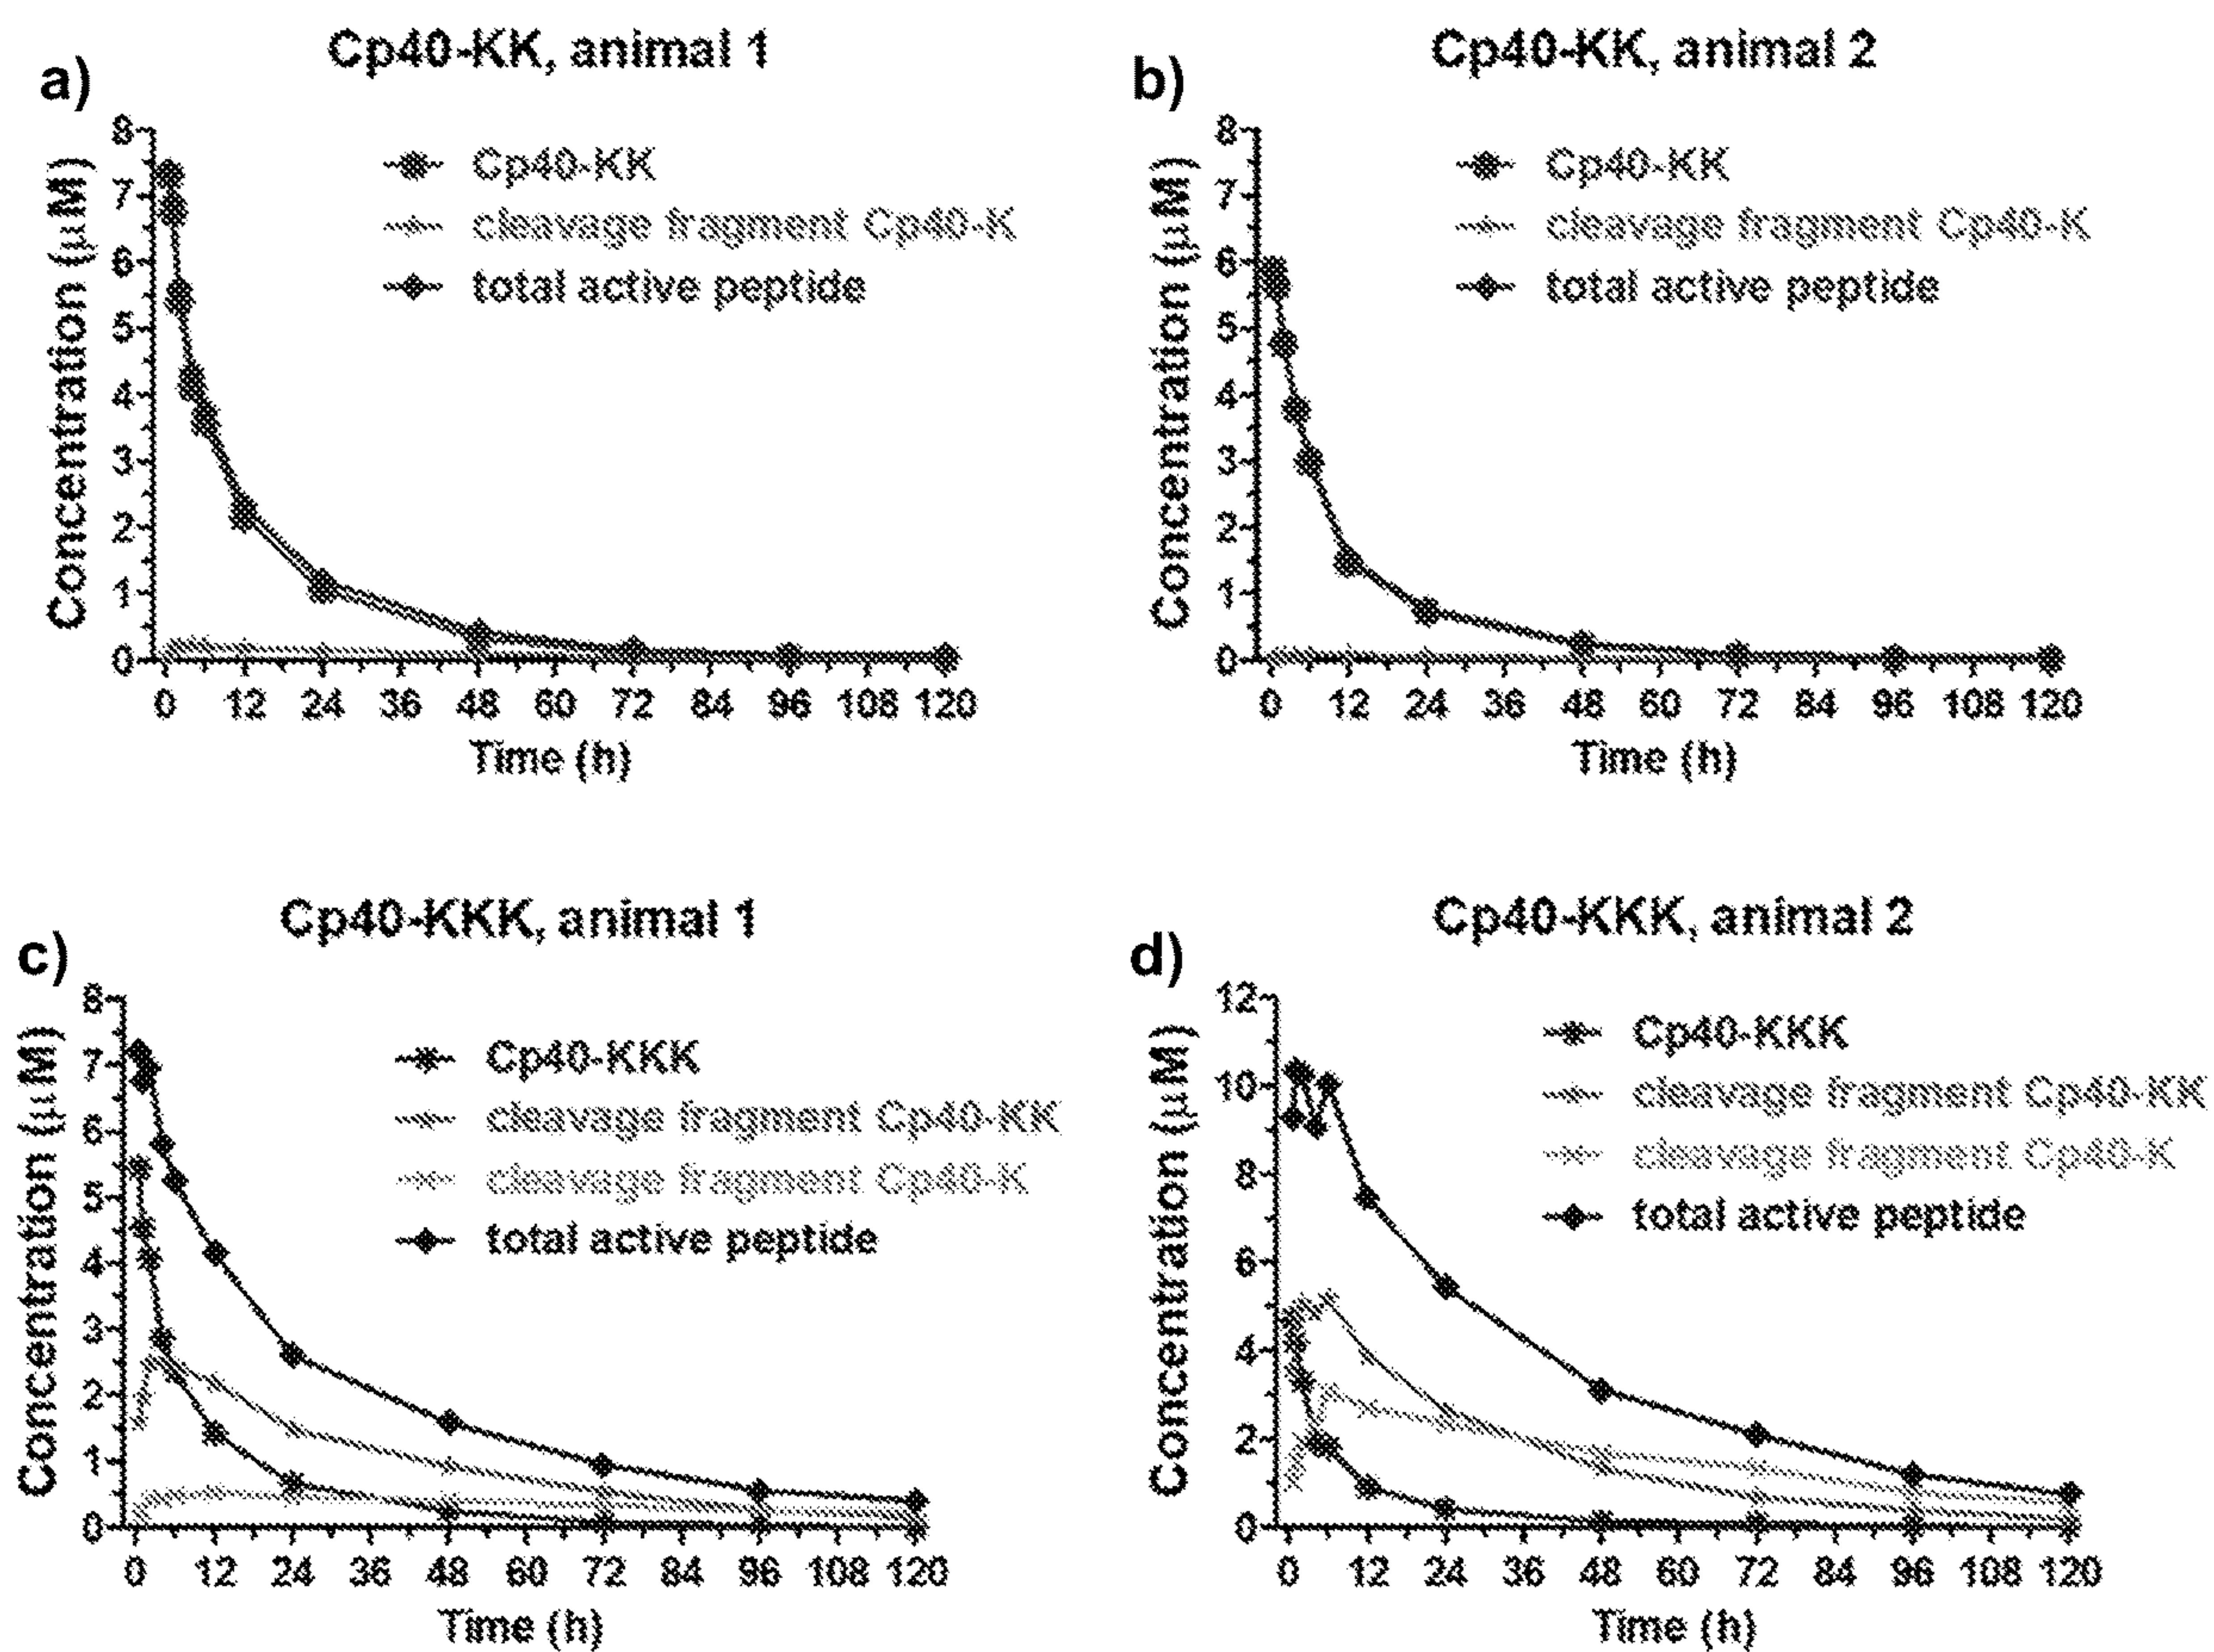 a)
Cp40-KK, animal 1
Concentration (µM)
8
7
6
5
4
3
2
1
0
Cp40-KK
cleavage fragment Cp40-K
total active peptide
0 12 24 36 48 60 72 84 96 108 120
Time (h)
b)
Cp40-KK, animal 2
Concentration (µM)
8
7
6
5
4
3
2
1
0
Cp40-KK
cleavage fragment Cp40-K
total active peptide
0 12 24 36 48 60 72 84 96 108 120
Time (h)
c)
Cp40-KKK, animal 1
Concentration (µM)
8
7
6
5
4
3
2
1
0
Cp40-KKK
cleavage fragment Cp40-KK
cleavage fragment Cp40-K
total active peptide
0 12 24 36 48 60 72 84 96 108 120
Time (h)
d)
Cp40-KKK, animal 2
Concentration (µM)
12
10
8
6
4
2
0
Cp40-KKK
cleavage fragment Cp40-KK
cleavage fragment Cp40-K
total active peptide
0 12 24 36 48 60 72 84 96 108 120
Time (h)